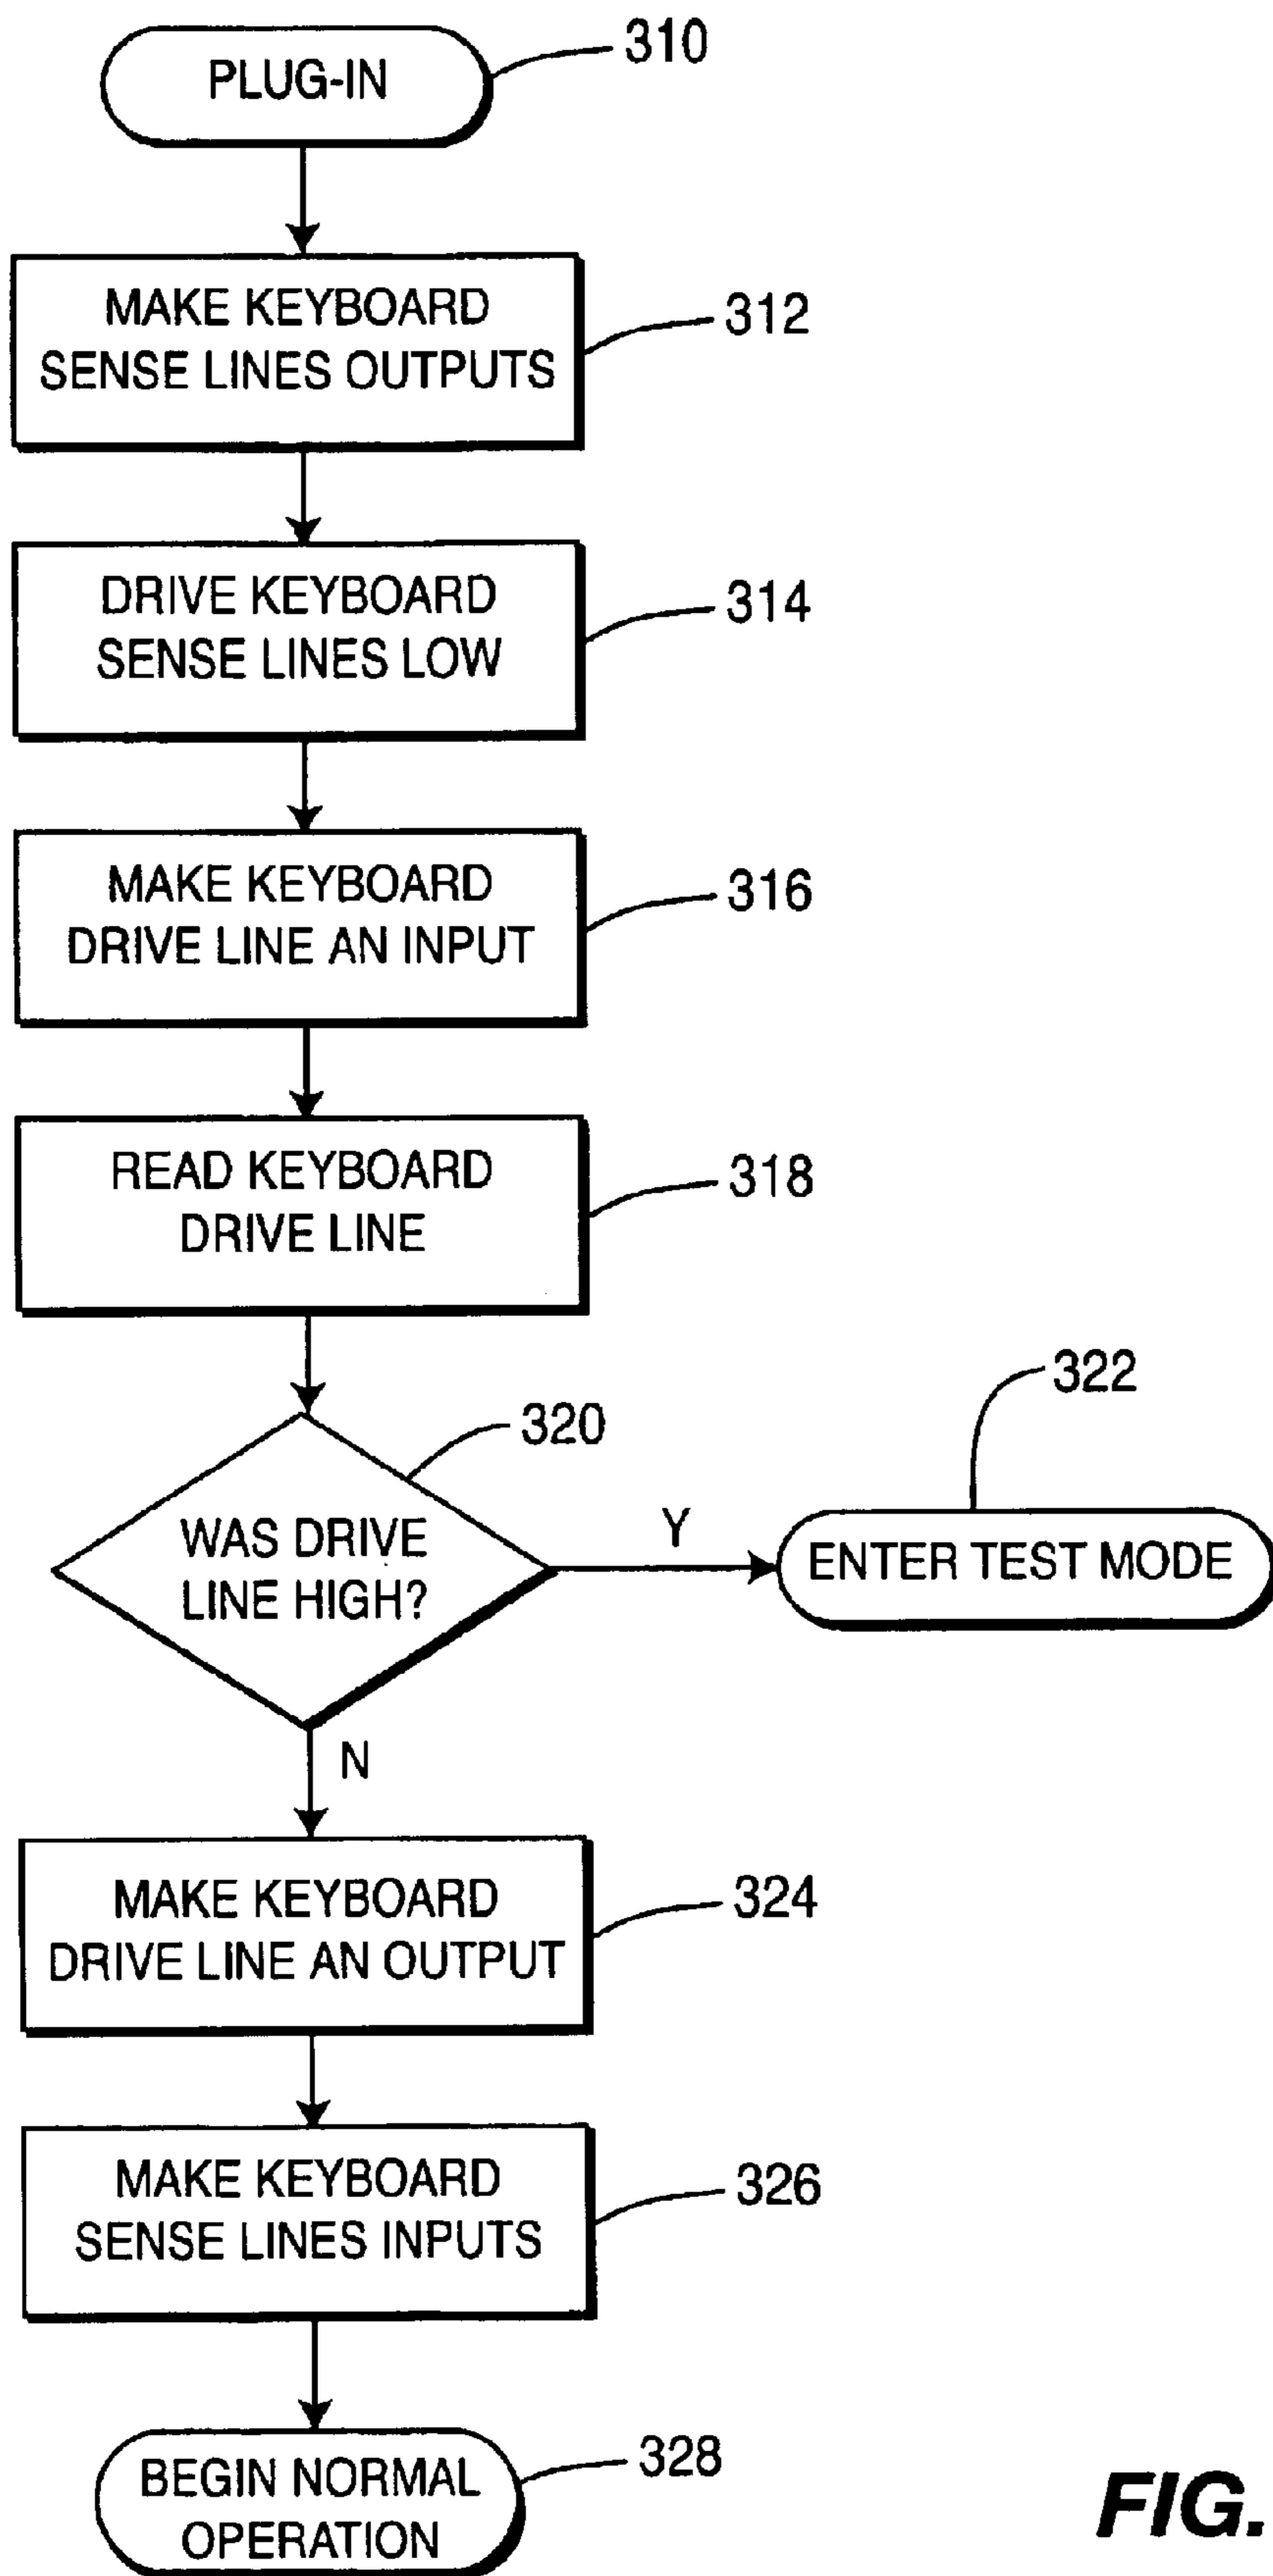 PLUG-IN
310
MAKE KEYBOARD
SENSE LINES OUTPUTS
312
DRIVE KEYBOARD
SENSE LINES LOW
314
MAKE KEYBOARD
DRIVE LINE AN INPUT
316
READ KEYBOARD
DRIVE LINE
318
320
322
WAS DRIVE
LINE HIGH?
Y
ENTER TEST MODE
N
MAKE KEYBOARD
DRIVE LINE AN OUTPUT
324
MAKE KEYBOARD
SENSE LINES INPUTS
326
BEGIN NORMAL
OPERATION
328
FIG.